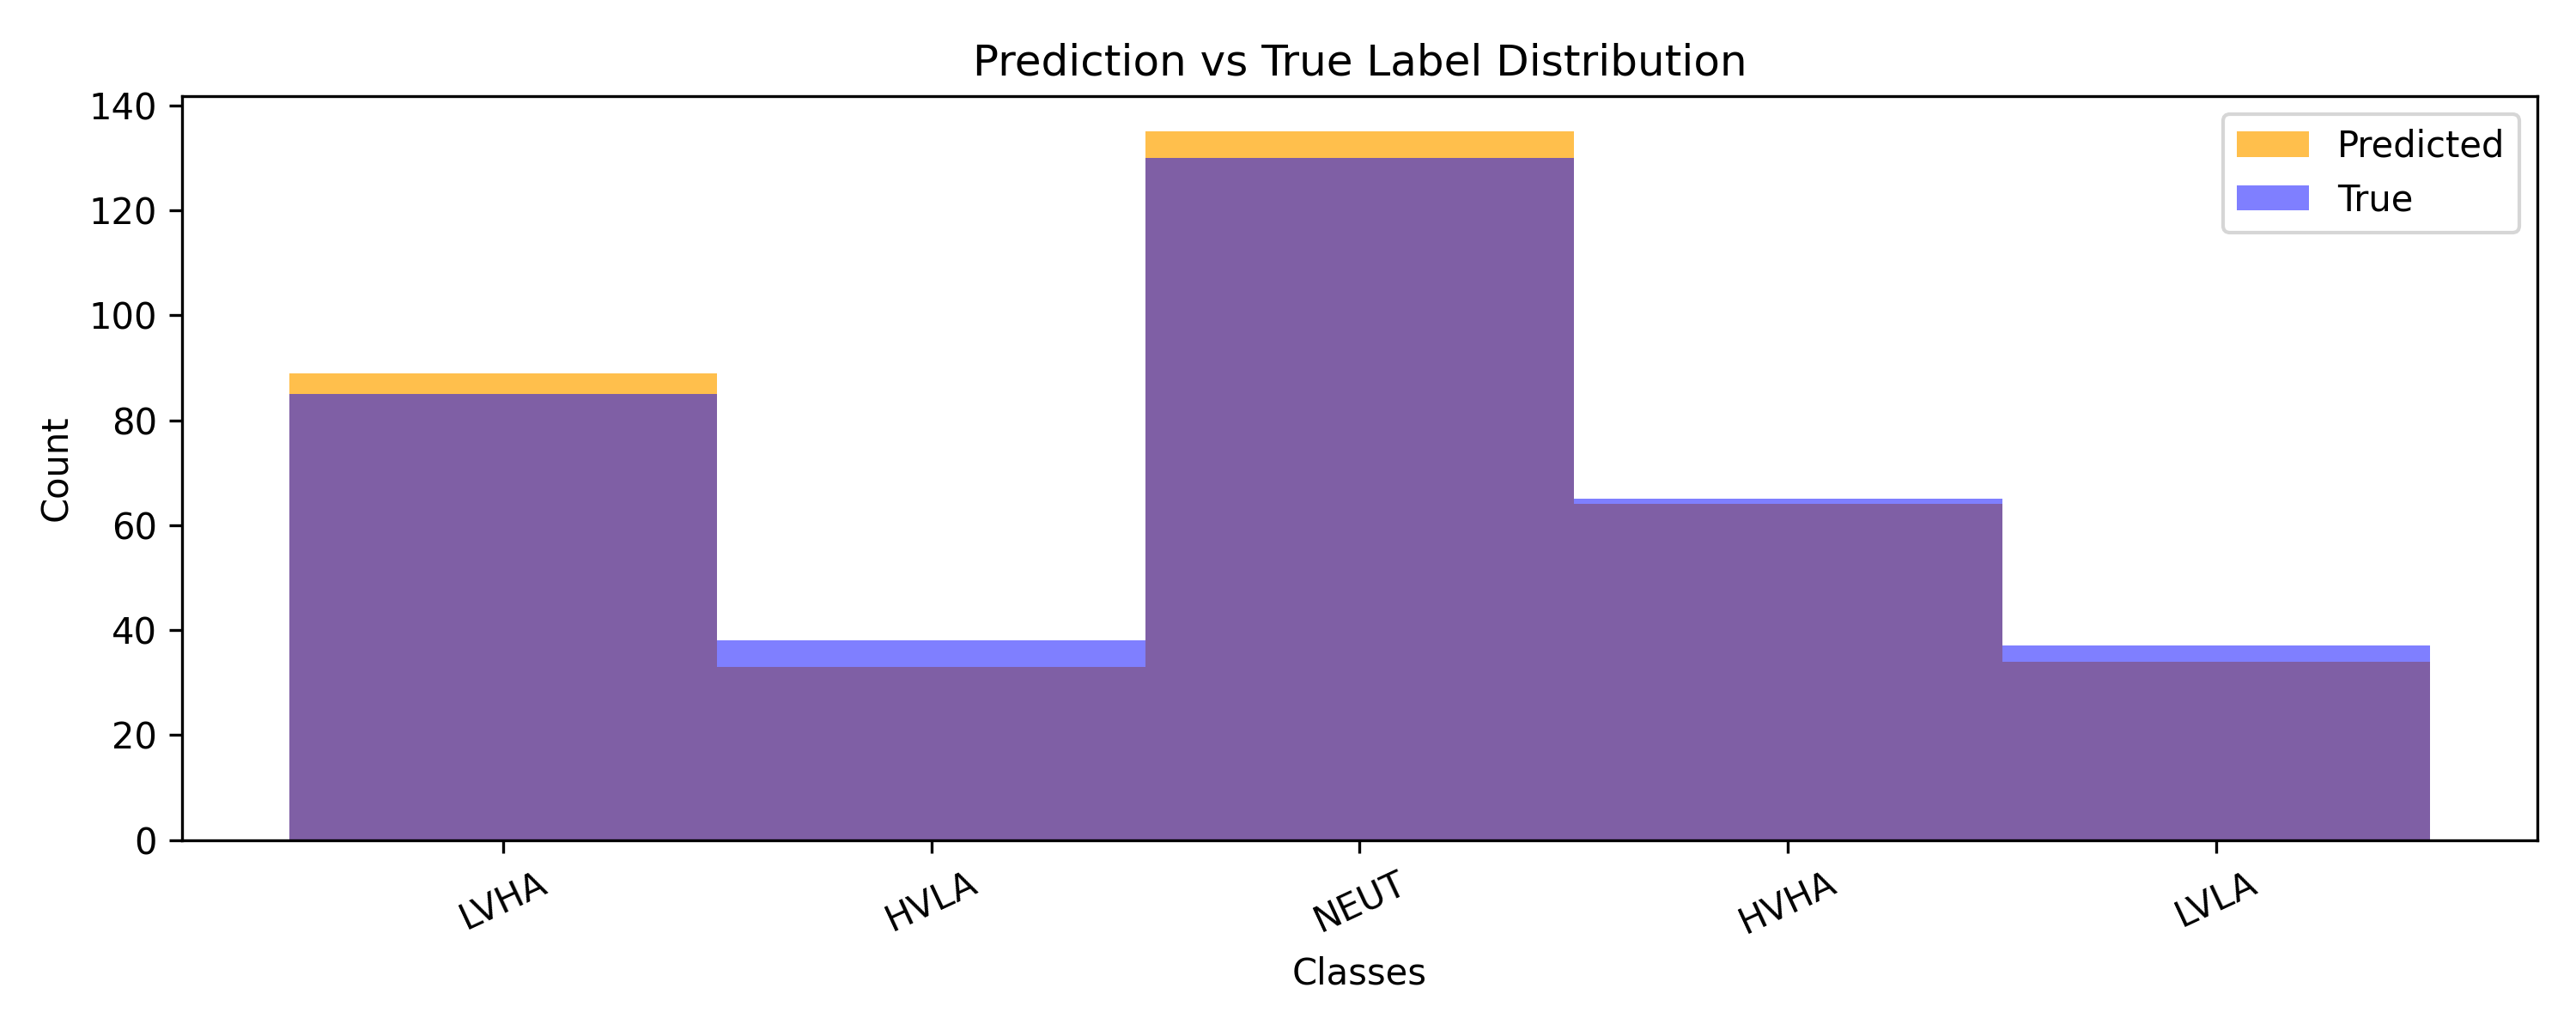 Prediction vs True Label Distribution
140
120
100
80
60
40
20
0
Count
Predicted
True
LVHA
HVLA
NEUT
HVHA
LVLA
Classes